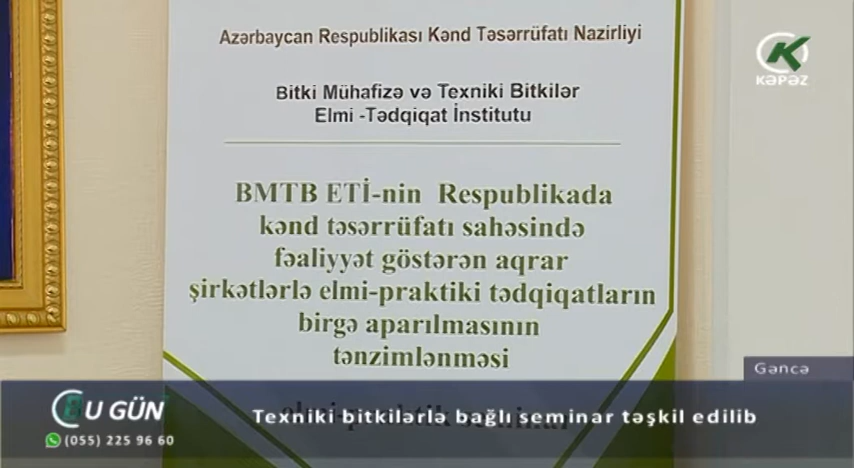 Azərbaycan Respublikası Kənd Təsərrüfatı Nazirliyi
KƏPƏZ
Bitki Mühafizə və Texniki Bitkilər
Elmi -Tədqiqat İnstitutu
BMTB ETİ-nin Respublikada
kənd təsərrüfatı sahəsində
fəaliyyət göstərən aqrar
şirkətlərlə elmi-praktiki tədqiqatların
birgə aparılmasının
tənzimlənməsi
Gəncə
BU GÜN
Texniki bitkilərlə bağlı seminar təşkil edilib
(055) 225 96 60